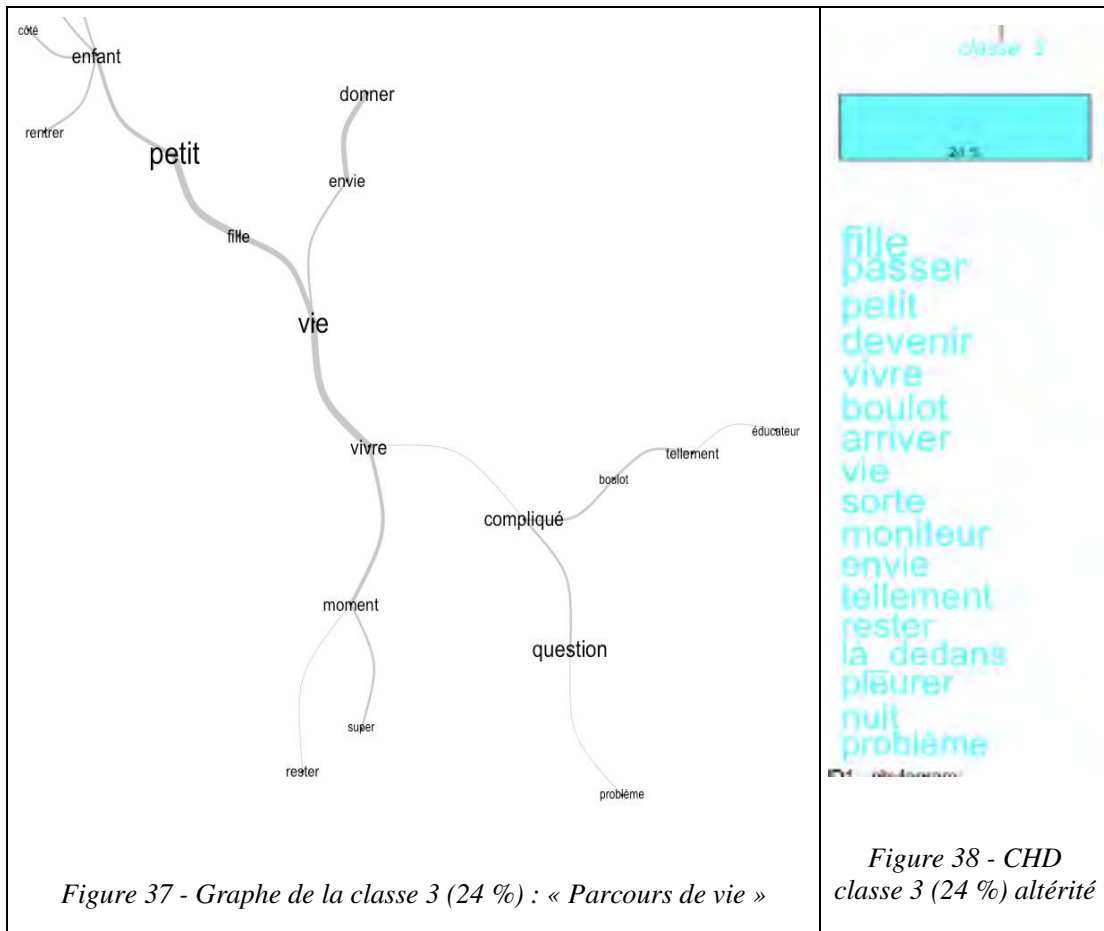 côté
enfant
rentrer
petit
donner
envie
fille
vie
vivre
éducateur
tellement
boulot
compliqué
moment
question
super
rester
problème
Figure 37 - Graphe de la classe 3 (24 %) : « Parcours de vie »
classe 3
24 %
fille
passer
petit
devenir
vivre
boulot
arriver
vie
sorte
moniteur
envie
tellement
rester
là_dedans
pleurer
nuit
problème
Figure 38 - CHD
classe 3 (24 %) altérité